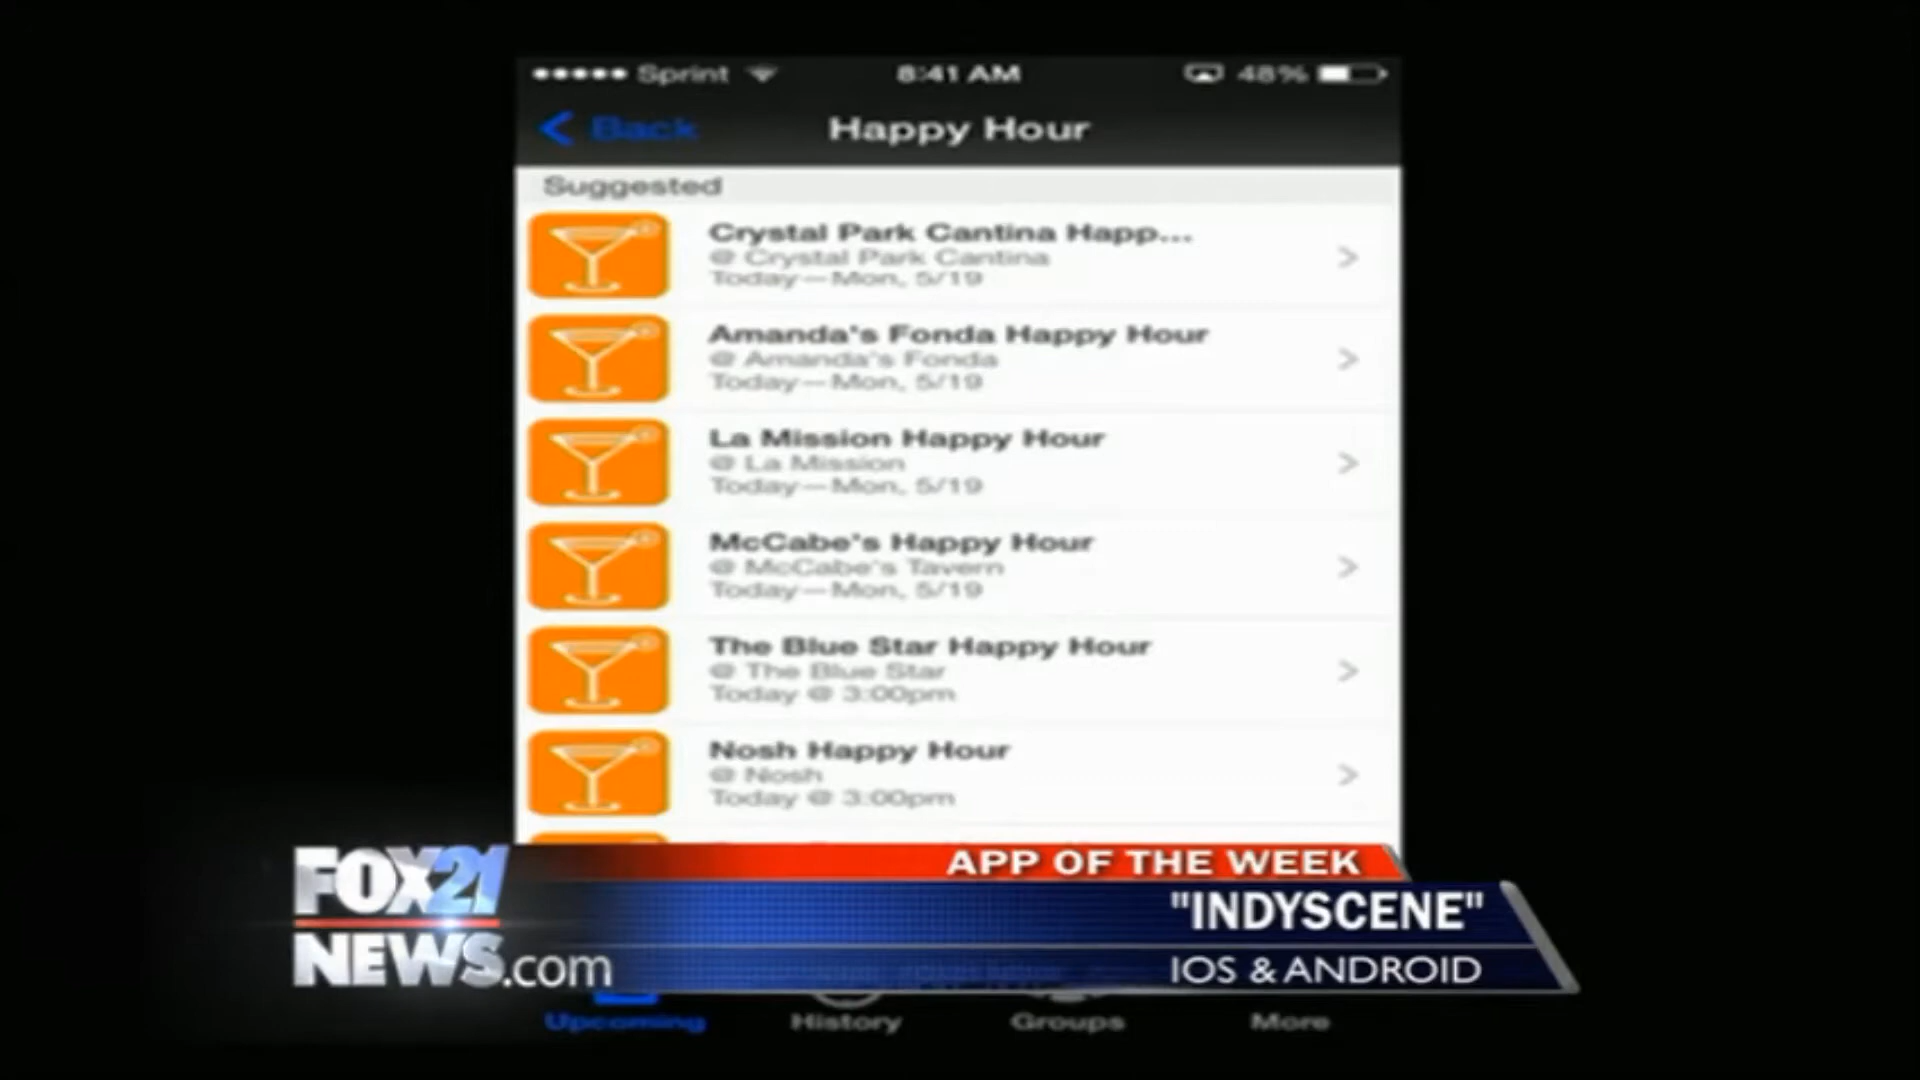 Sprint 8:41 AM 48%
Back Happy Hour
Suggested
Crystal Park Cantina Happ...
@ Crystal Park Cantina
Today—Mon, 5/19
Amanda's Fonda Happy Hour
@ Amanda's Fonda
Today—Mon, 5/19
La Mission Happy Hour
@ La Mission
Today—Mon, 5/19
McCabe's Happy Hour
@ McCabe's Tavern
Today—Mon, 5/19
The Blue Star Happy Hour
@ The Blue Star
Today @ 3:00pm
Nosh Happy Hour
@ Nosh
Today @ 3:00pm
APP OF THE WEEK
FOX21
NEWS.com
"INDYSCENE"
IOS & ANDROID
Upcoming History Groups More